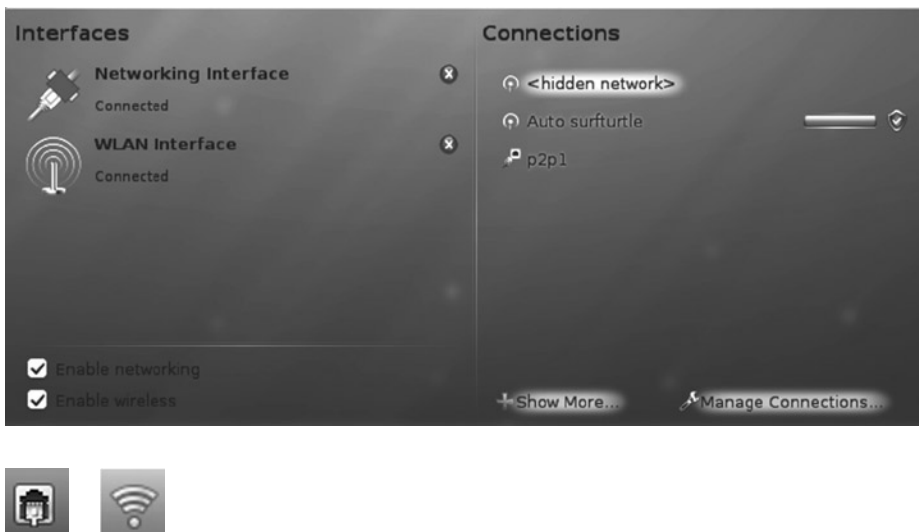 Interfaces
Networking Interface
Connected
WLAN Interface
Connected
Enable networking
Enable wireless
Connections
<hidden network>
Auto surfturtle
p2p1
Show More...
Manage Connections...